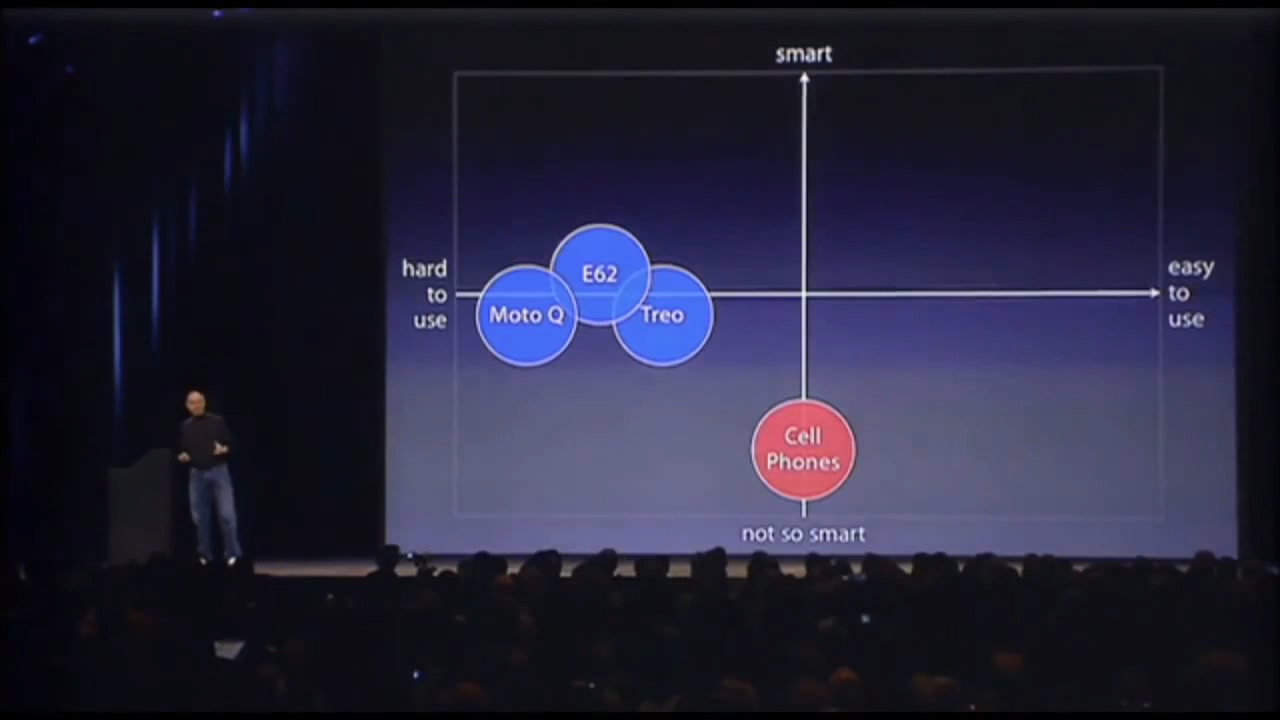 smart
hard
to
use
E62
Moto Q
Treo
easy
to
use
Cell
Phones
not so smart